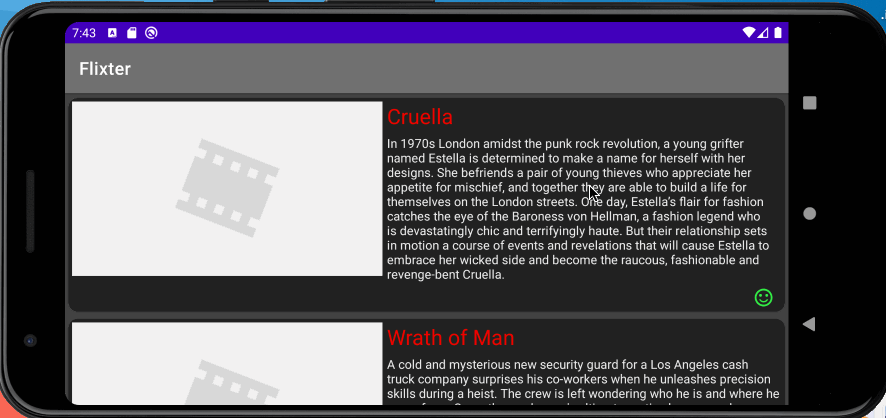 7:43
Flixter
Cruella
In 1970s London amidst the punk rock revolution, a young grifter
named Estella is determined to make a name for herself with her
designs. She befriends a pair of young thieves who appreciate her
appetite for mischief, and together they are able to build a life for
themselves on the London streets. One day, Estella's flair for fashion
catches the eye of the Baroness von Hellman, a fashion legend who
is devastatingly chic and terrifyingly haute. But their relationship sets
in motion a course of events and revelations that will cause Estella to
embrace her wicked side and become the raucous, fashionable and
revenge-bent Cruella.
Wrath of Man
A cold and mysterious new security guard for a Los Angeles cash
truck company surprises his co-workers when he unleashes precision
skills during a heist. The crew is left wondering who he is and where he